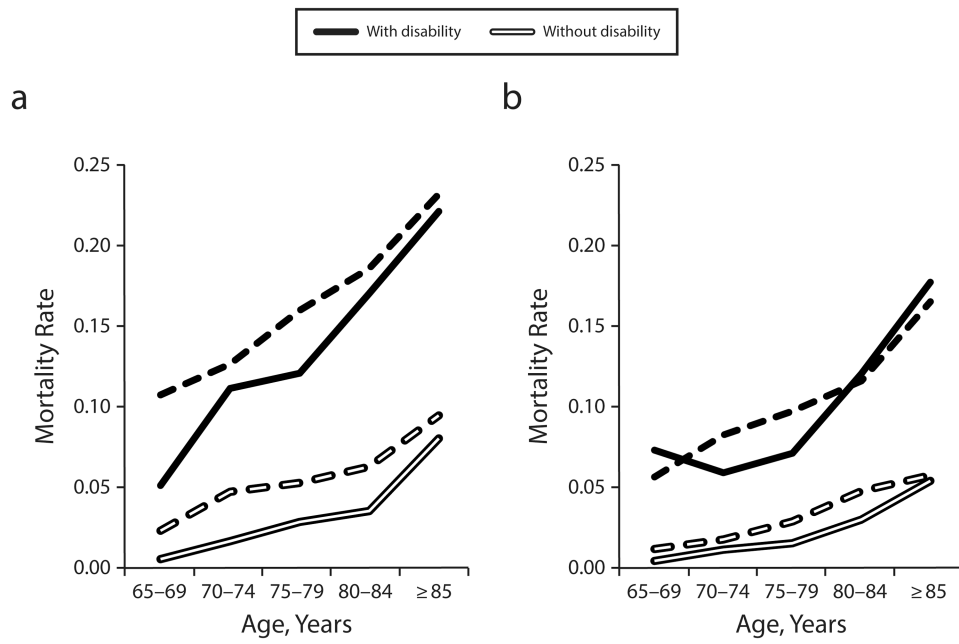 With disability
Without disability
a
b
0.25
0.20
0.15
0.10
0.05
0.00
Mortality Rate
65–69 70–74 75–79 80–84 ≥85
Age, Years
0.25
0.20
0.15
0.10
0.05
0.00
Mortality Rate
65–69 70–74 75–79 80–84 ≥85
Age, Years